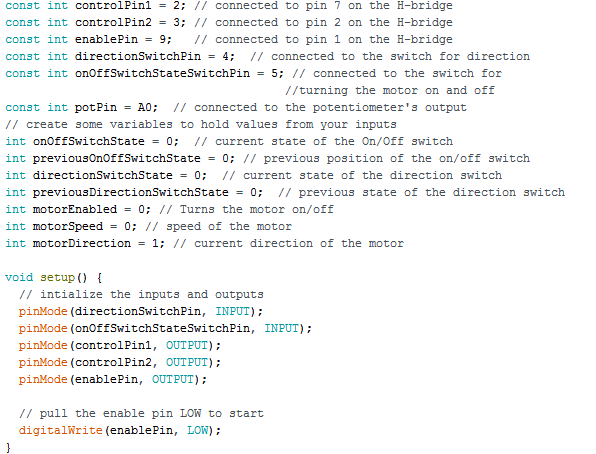 const int controlPin1 = 2; // connected to pin 7 on the H-bridge
const int controlPin2 = 3; // connected to pin 2 on the H-bridge
const int enablePin = 9;   // connected to pin 1 on the H-bridge
const int directionSwitchPin = 4;  // connected to the switch for direction
const int onOffSwitchStateSwitchPin = 5; // connected to the switch for
//turning the motor on and off
const int potPin = A0;  // connected to the potentiometer's output
// create some variables to hold values from your inputs
int onOffSwitchState = 0;  // current state of the On/Off switch
int previousOnOffSwitchState = 0; // previous position of the on/off switch
int directionSwitchState = 0;  // current state of the direction switch
int previousDirectionSwitchState = 0;  // previous state of the direction switch
int motorEnabled = 0; // Turns the motor on/off
int motorSpeed = 0; // speed of the motor
int motorDirection = 1; // current direction of the motor
void setup() {
  // intialize the inputs and outputs
  pinMode(directionSwitchPin, INPUT);
  pinMode(onOffSwitchStateSwitchPin, INPUT);
  pinMode(controlPin1, OUTPUT);
  pinMode(controlPin2, OUTPUT);
  pinMode(enablePin, OUTPUT);
  // pull the enable pin LOW to start
  digitalWrite(enablePin, LOW);
}